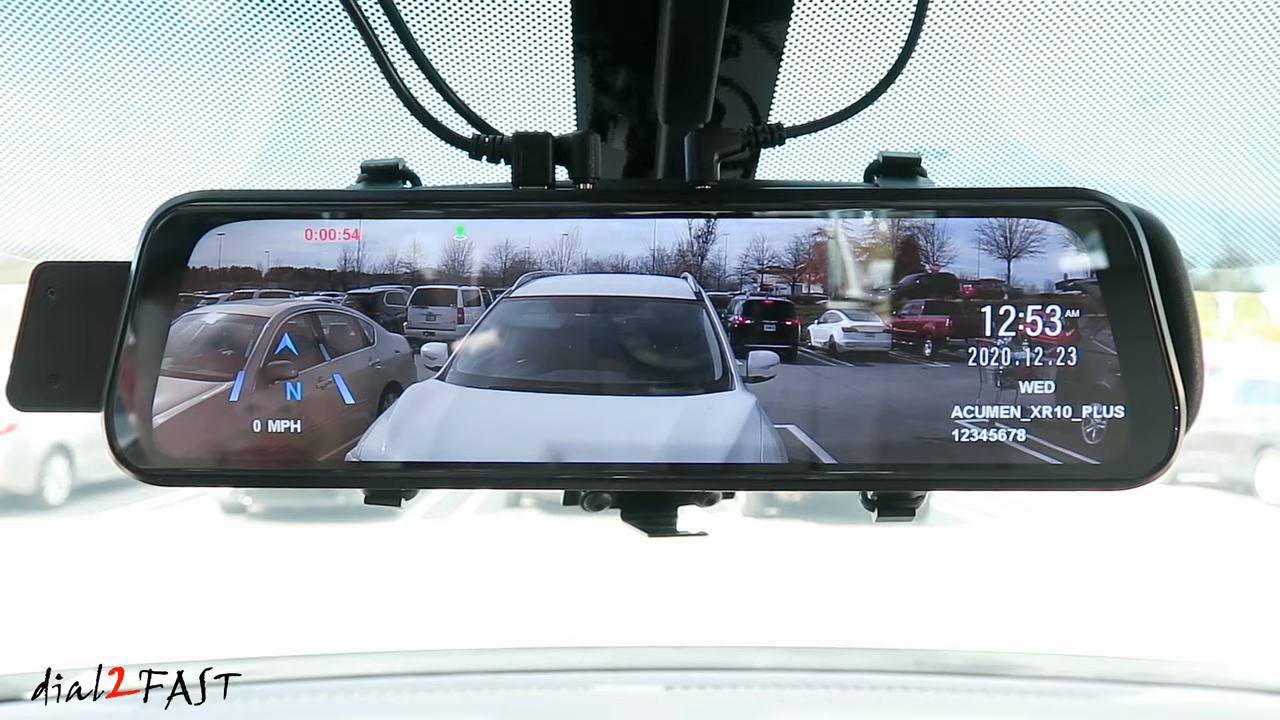 0:00:54
12:53 AM
2020.12.23
WED
ACUMEN_XR10_PLUS
12345678
N
0 MPH
dial2FAST